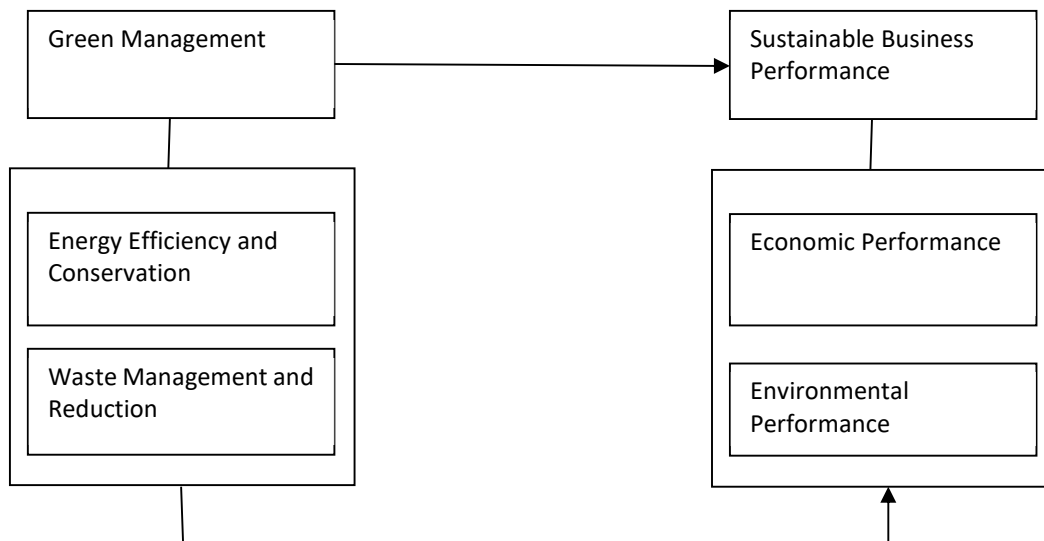 Green Management
Sustainable Business
Performance
Energy Efficiency and
Conservation
Economic Performance
Waste Management and
Reduction
Environmental
Performance